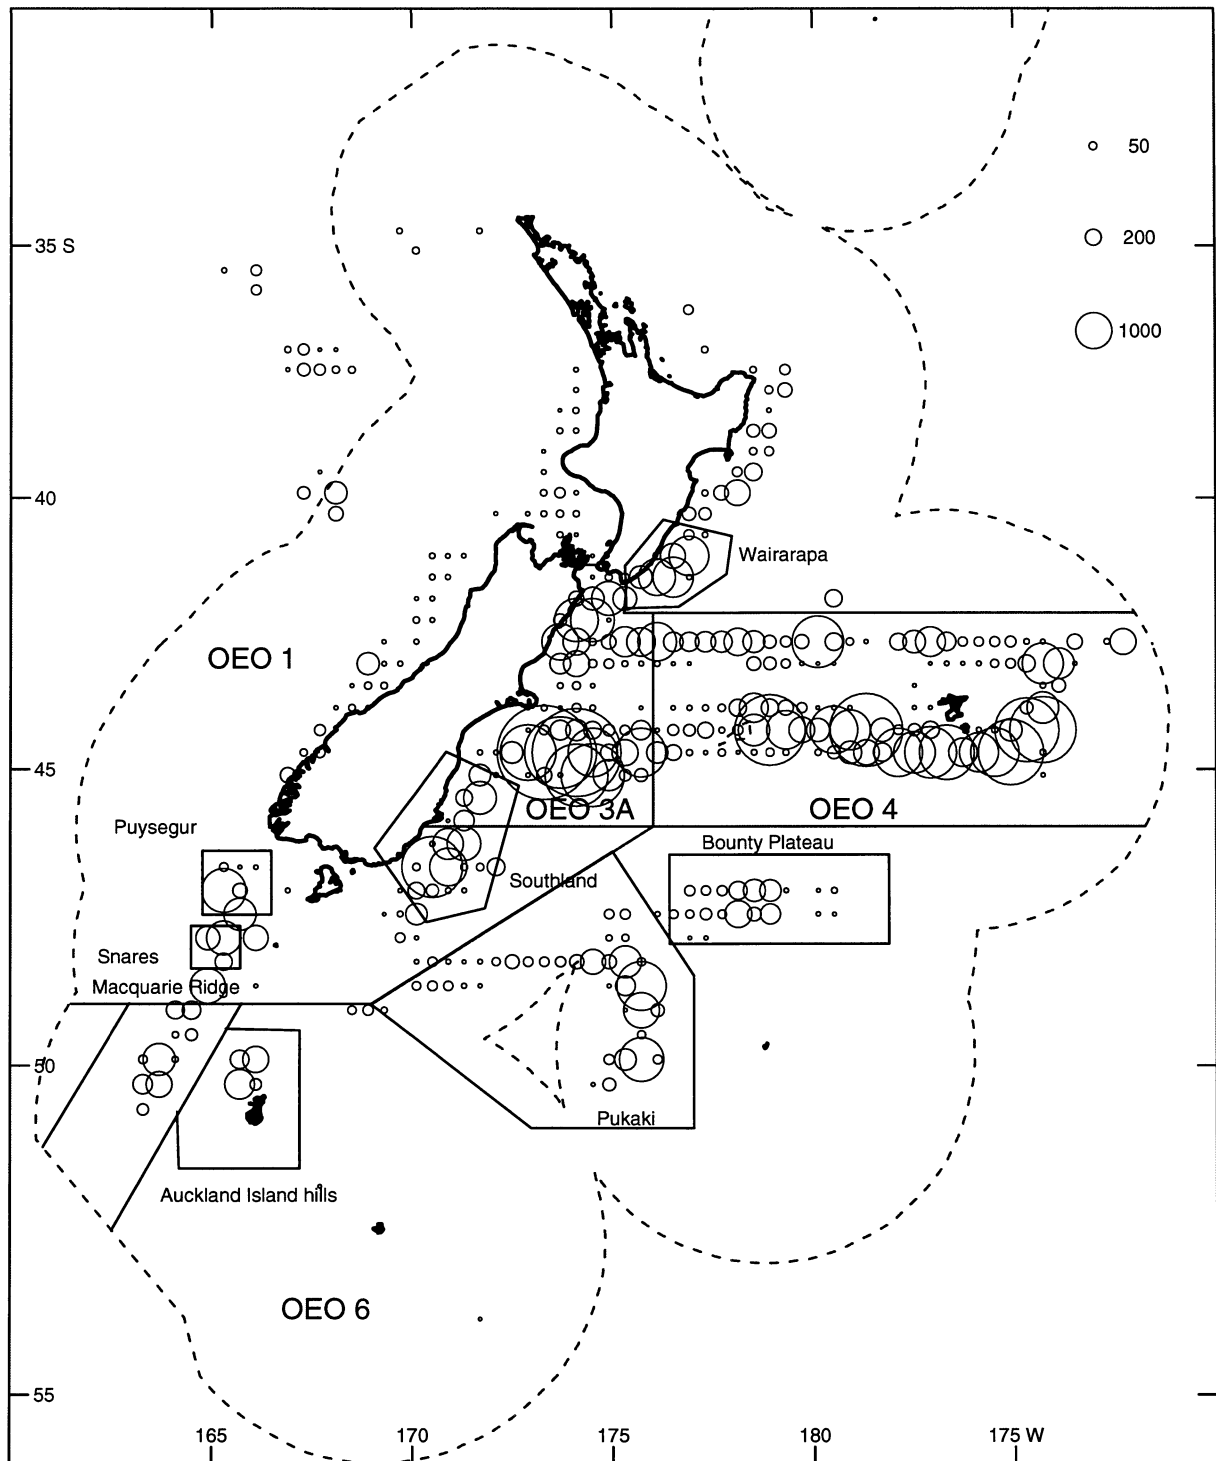 50
35 S
200
1000
40
Wairarapa
OEO 1
45
OEO 3A
OEO 4
Puysegur
Bounty Plateau
Southland
Snares
Macquarie Ridge
50
Pukaki
Auckland Island hills
OEO 6
55
165
170
175
180
175 W